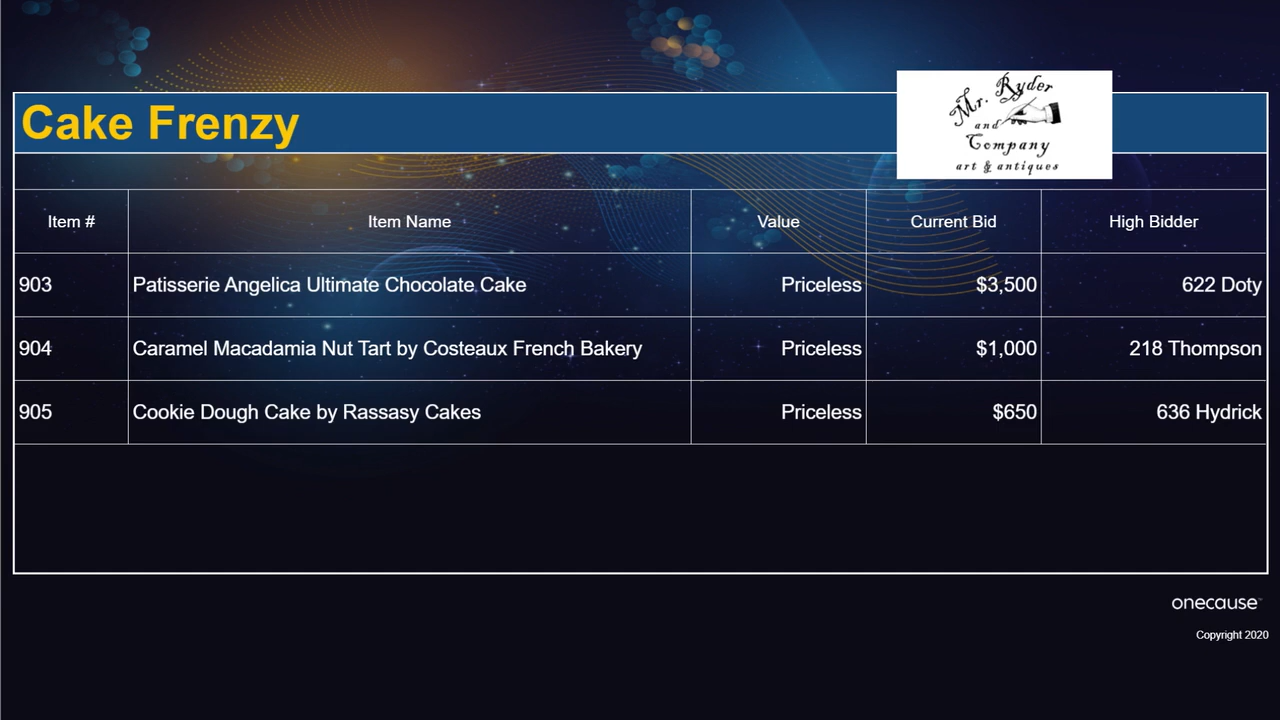 Cake Frenzy
Mr. Ryder
and
Company
art & antiques
Item # Item Name Value Current Bid High Bidder
903 Patisserie Angelica Ultimate Chocolate Cake Priceless $3,500 622 Doty
904 Caramel Macadamia Nut Tart by Costeaux French Bakery Priceless $1,000 218 Thompson
905 Cookie Dough Cake by Rassasy Cakes Priceless $650 636 Hydrick
onecause™
Copyright 2020